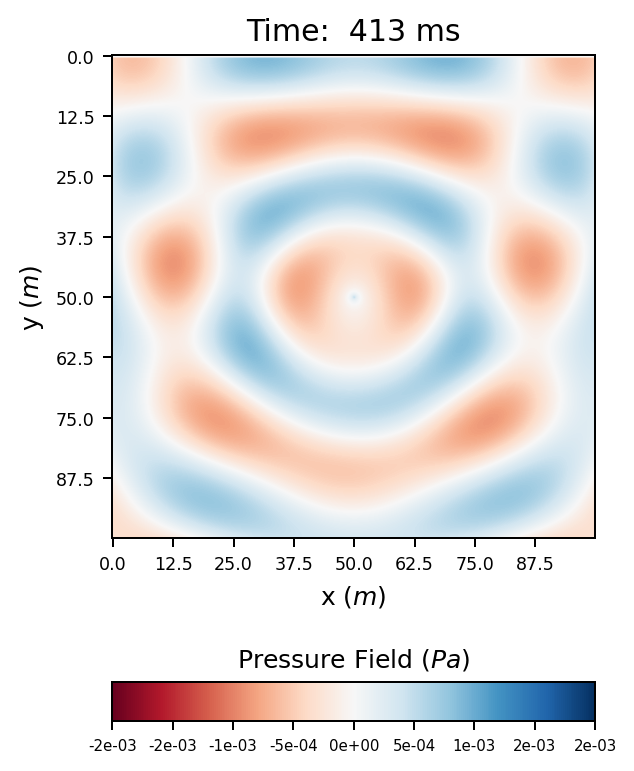 Time:  413 ms
0.0
12.5
25.0
37.5
50.0
62.5
75.0
87.5
y (m)
0.0 12.5 25.0 37.5 50.0 62.5 75.0 87.5
x (m)
Pressure Field (Pa)
-2e-03 -2e-03 -1e-03 -5e-04 0e+00 5e-04 1e-03 2e-03 2e-03